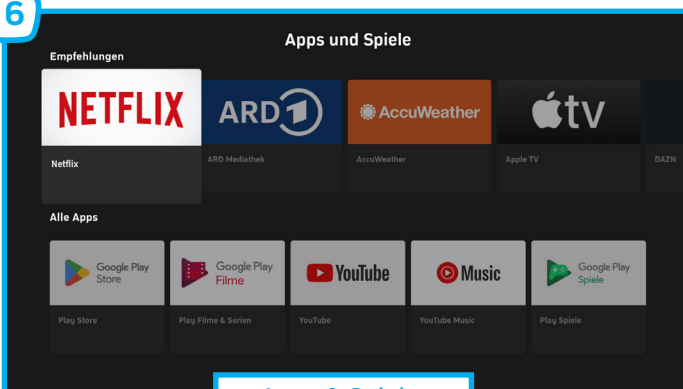 6
Apps und Spiele
Empfehlungen
NETFLIX
ARD 1
AccuWeather
tv
Netflix
ARD Mediathek
AccuWeather
Apple TV
DAZN
Alle Apps
Google Play Store
Google Play Filme
YouTube
Music
Google Play Spiele
Play Store
Play Filme & Serien
YouTube
YouTube Music
Play Spiele